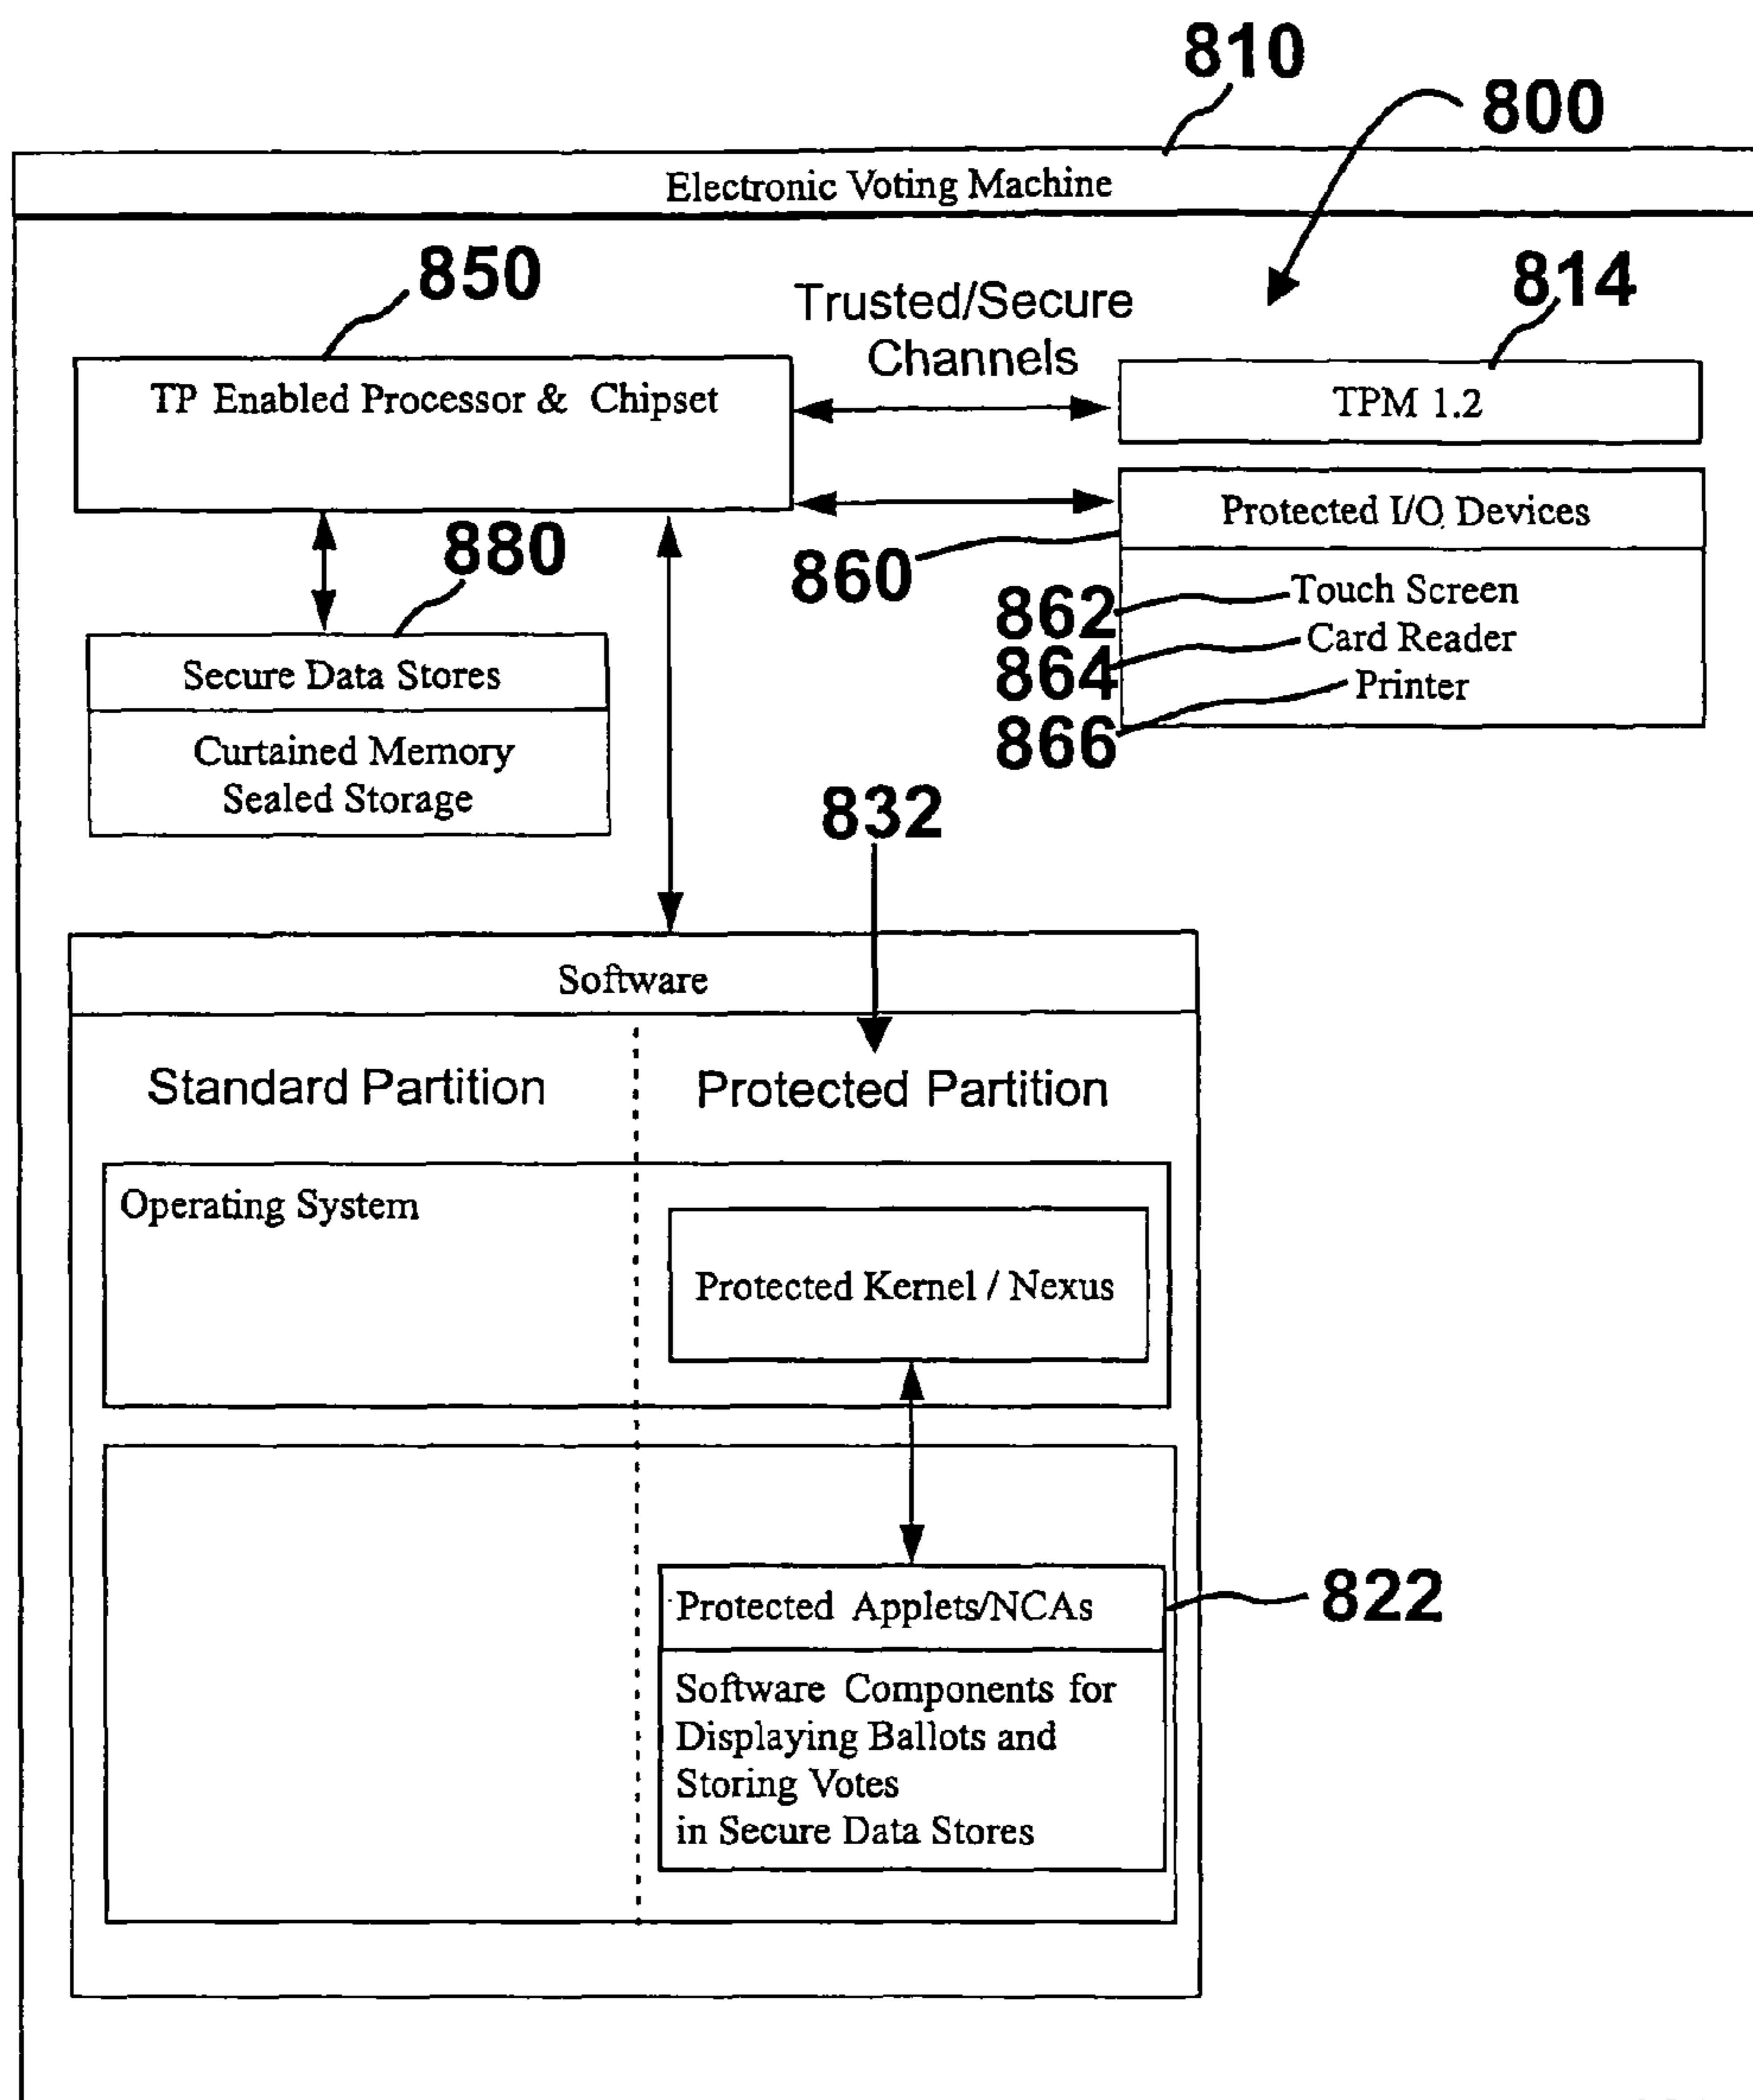 810
800
Electronic Voting Machine
850
Trusted/Secure
Channels
814
TP Enabled Processor & Chipset
TPM 1.2
880
860
Protected I/O Devices
862
Touch Screen
864
Card Reader
866
Printer
Secure Data Stores
Curtained Memory
Sealed Storage
832
Software
Standard Partition
Protected Partition
Operating System
Protected Kernel / Nexus
822
Protected Applets/NCAs
Software Components for
Displaying Ballots and
Storing Votes
in Secure Data Stores